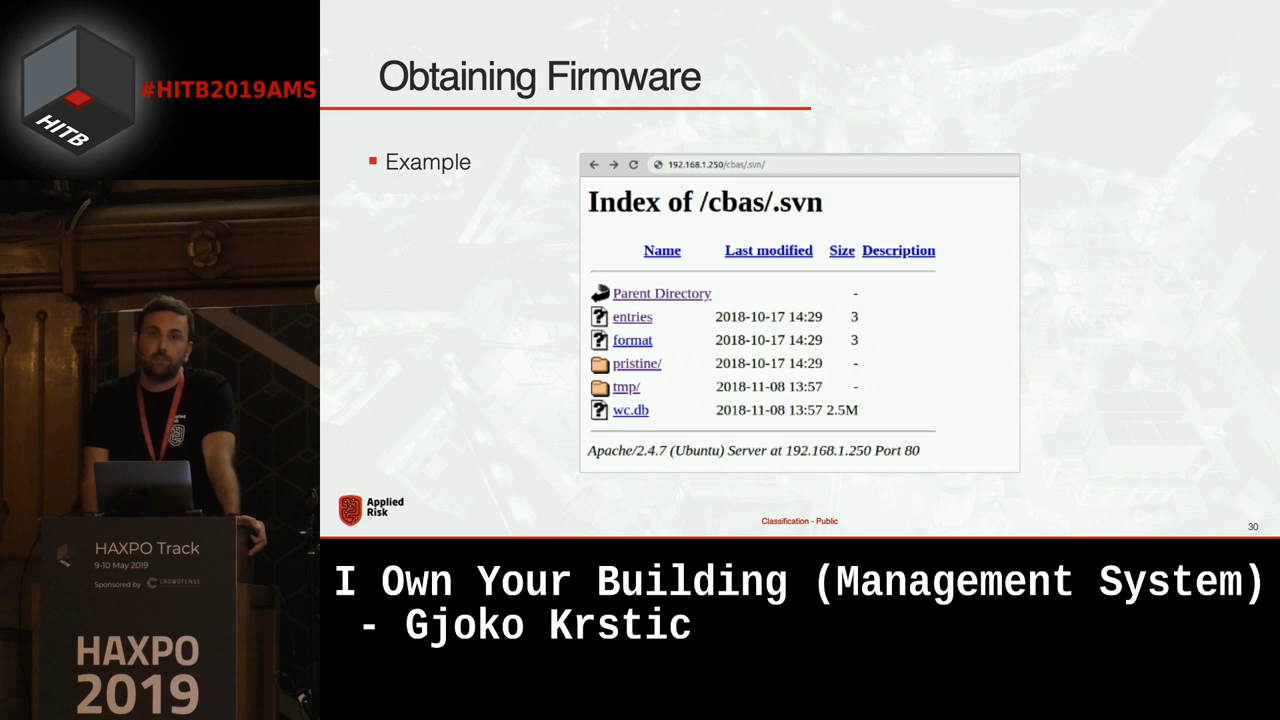 HITB
#HITB2019AMS
Obtaining Firmware
Example
192.168.1.250/cbas/.svn/
Index of /cbas/.svn
Name Last modified Size Description
Parent Directory -
entries 2018-10-17 14:29 3
format 2018-10-17 14:29 3
pristine/ 2018-10-17 14:29 -
tmp/ 2018-11-08 13:57 -
wc.db 2018-11-08 13:57 2.5M
Apache/2.4.7 (Ubuntu) Server at 192.168.1.250 Port 80
Applied
Risk
Classification - Public
30
HAXPO Track
9-10 May 2019
Sponsored by CROWDFENSE
HAXPO
2019
I Own Your Building (Management System)
- Gjoko Krstic